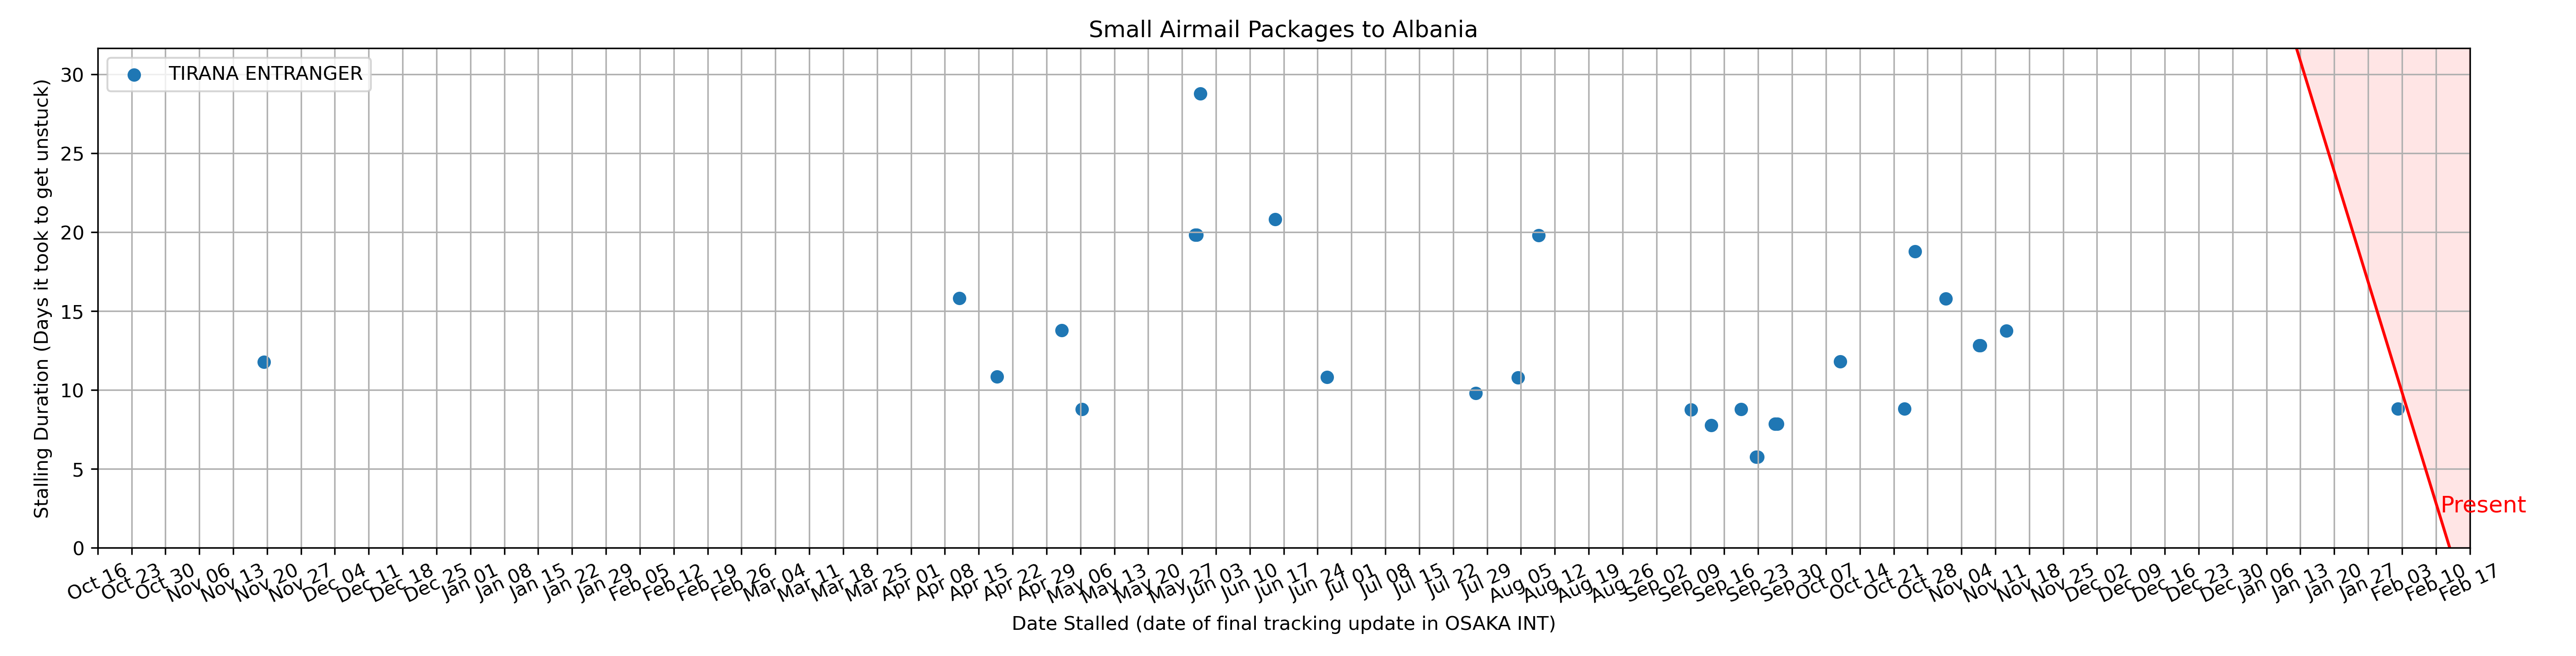 Small Airmail Packages to Albania
TIRANA ENTRANGER
Stalling Duration (Days it took to get unstuck)
30
25
20
15
10
5
0
Present
Oct 16
Oct 23
Oct 30
Nov 06
Nov 13
Nov 20
Nov 27
Dec 04
Dec 11
Dec 18
Dec 25
Jan 01
Jan 08
Jan 15
Jan 22
Jan 29
Feb 05
Feb 12
Feb 19
Feb 26
Mar 04
Mar 11
Mar 18
Mar 25
Apr 01
Apr 08
Apr 15
Apr 22
Apr 29
May 06
May 13
May 20
May 27
Jun 03
Jun 10
Jun 17
Jun 24
Jul 01
Jul 08
Jul 15
Jul 22
Jul 29
Aug 05
Aug 12
Aug 19
Aug 26
Sep 02
Sep 09
Sep 16
Sep 23
Sep 30
Oct 07
Oct 14
Oct 21
Oct 28
Nov 04
Nov 11
Nov 18
Nov 25
Dec 02
Dec 09
Dec 16
Dec 23
Dec 30
Jan 06
Jan 13
Jan 20
Jan 27
Feb 03
Feb 10
Feb 17
Date Stalled (date of final tracking update in OSAKA INT)